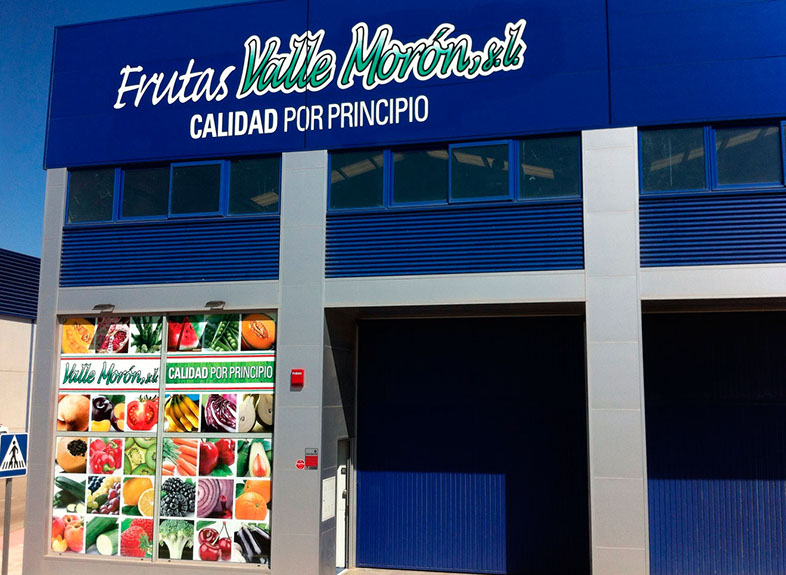 Frutas Valle Morón, s.l.
CALIDAD POR PRINCIPIO
Valle Morón, s.l.
CALIDAD POR PRINCIPIO